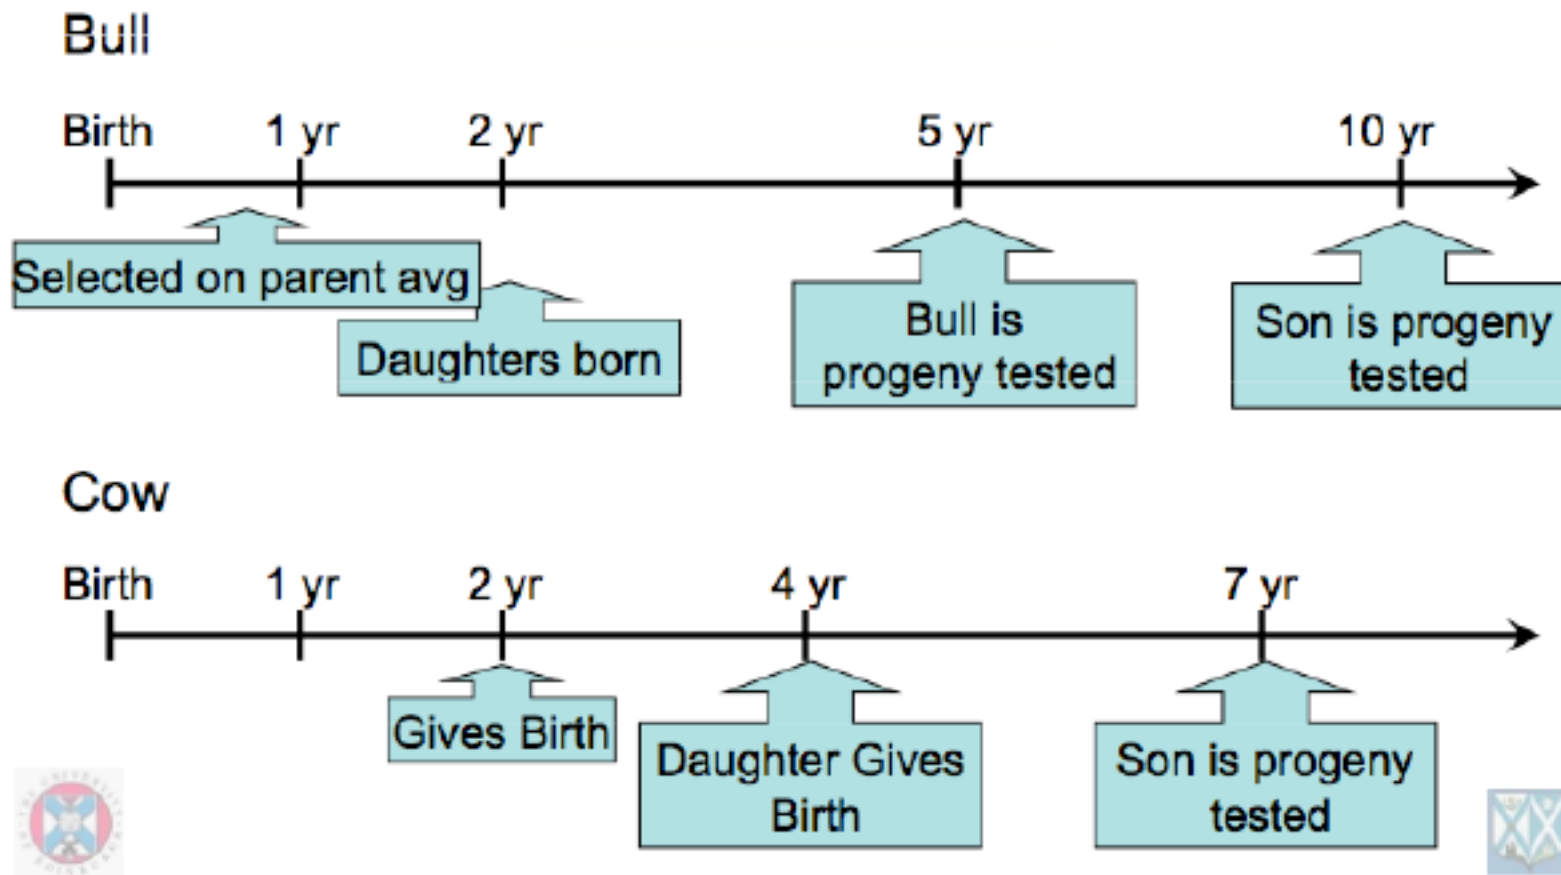 Bull
Birth 1 yr 2 yr 5 yr 10 yr
Selected on parent avg
Daughters born
Bull is
progeny tested
Son is progeny
tested
Cow
Birth 1 yr 2 yr 4 yr 7 yr
Gives Birth
Daughter Gives
Birth
Son is progeny
tested